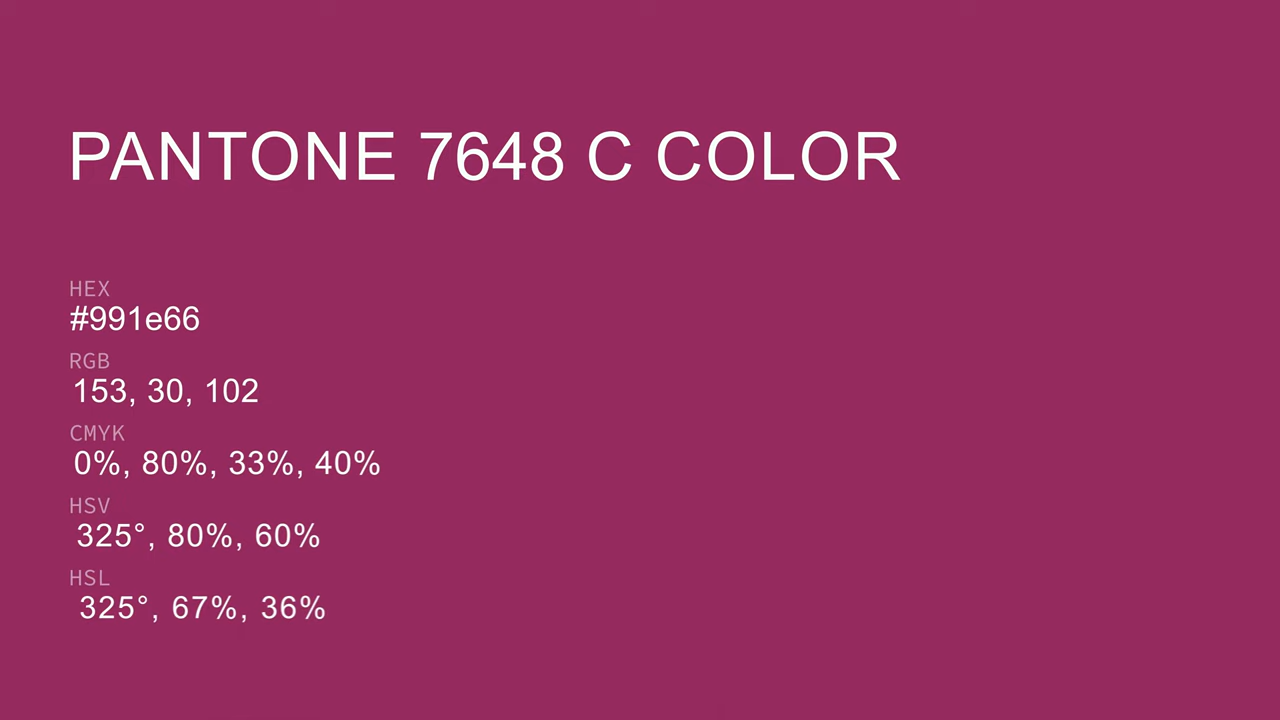 PANTONE 7648 C COLOR
HEX
#991e66
RGB
153, 30, 102
CMYK
0%, 80%, 33%, 40%
HSV
325°, 80%, 60%
HSL
325°, 67%, 36%